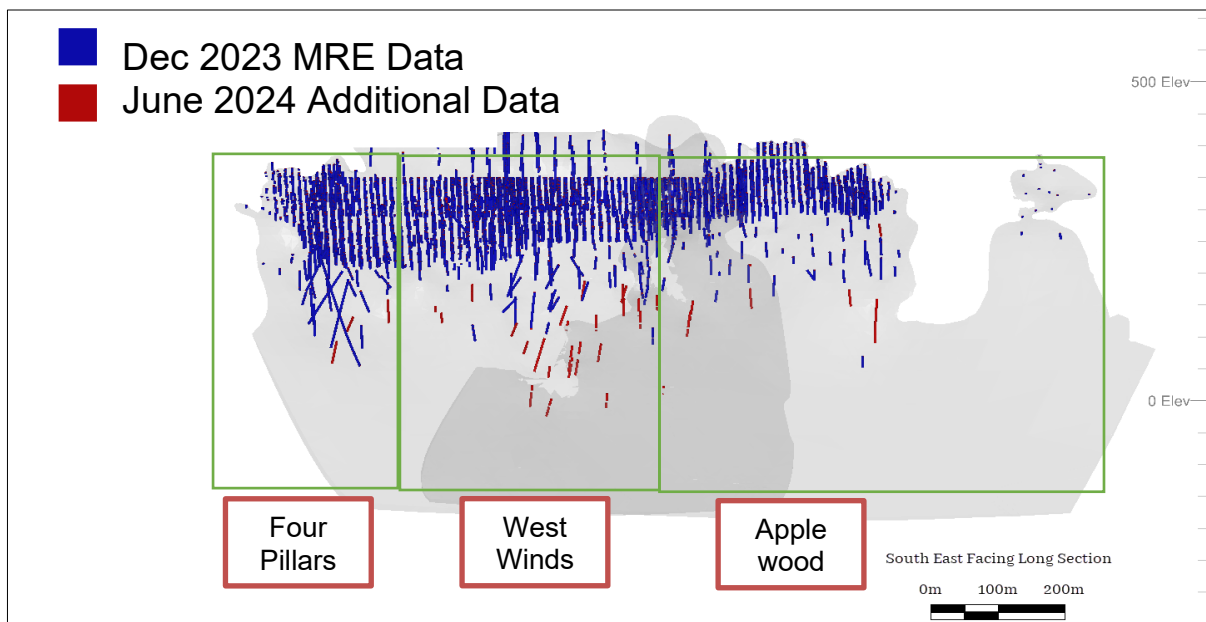 Dec 2023 MRE Data
June 2024 Additional Data
500 Elev
0 Elev
Four
Pillars
West
Winds
Apple
wood
South East Facing Long Section
0m 100m 200m